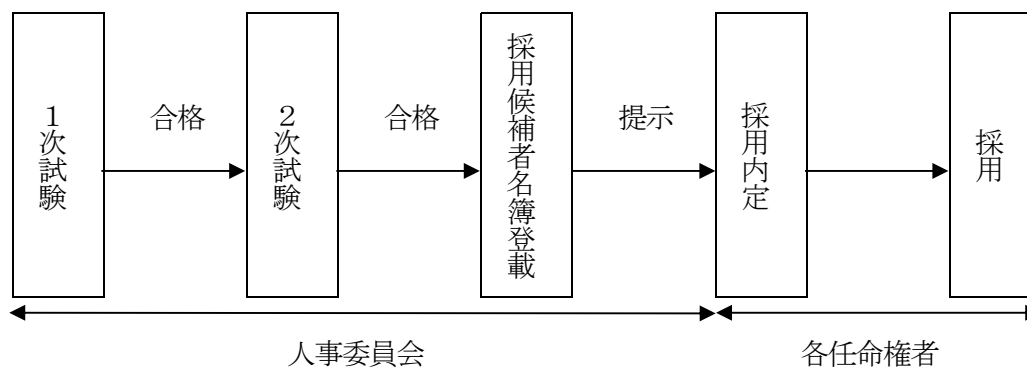 1次試験
合格
2次試験
合格
採用候補者名簿登載
提示
採用内定
採用
人事委員会
各任命権者